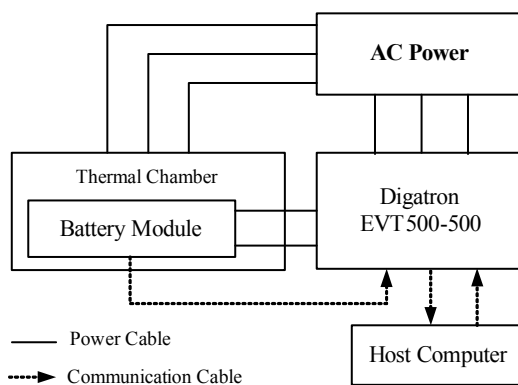 AC Power
Thermal Chamber
Battery Module
Digatron
EVT500-500
Power Cable
Communication Cable
Host Computer